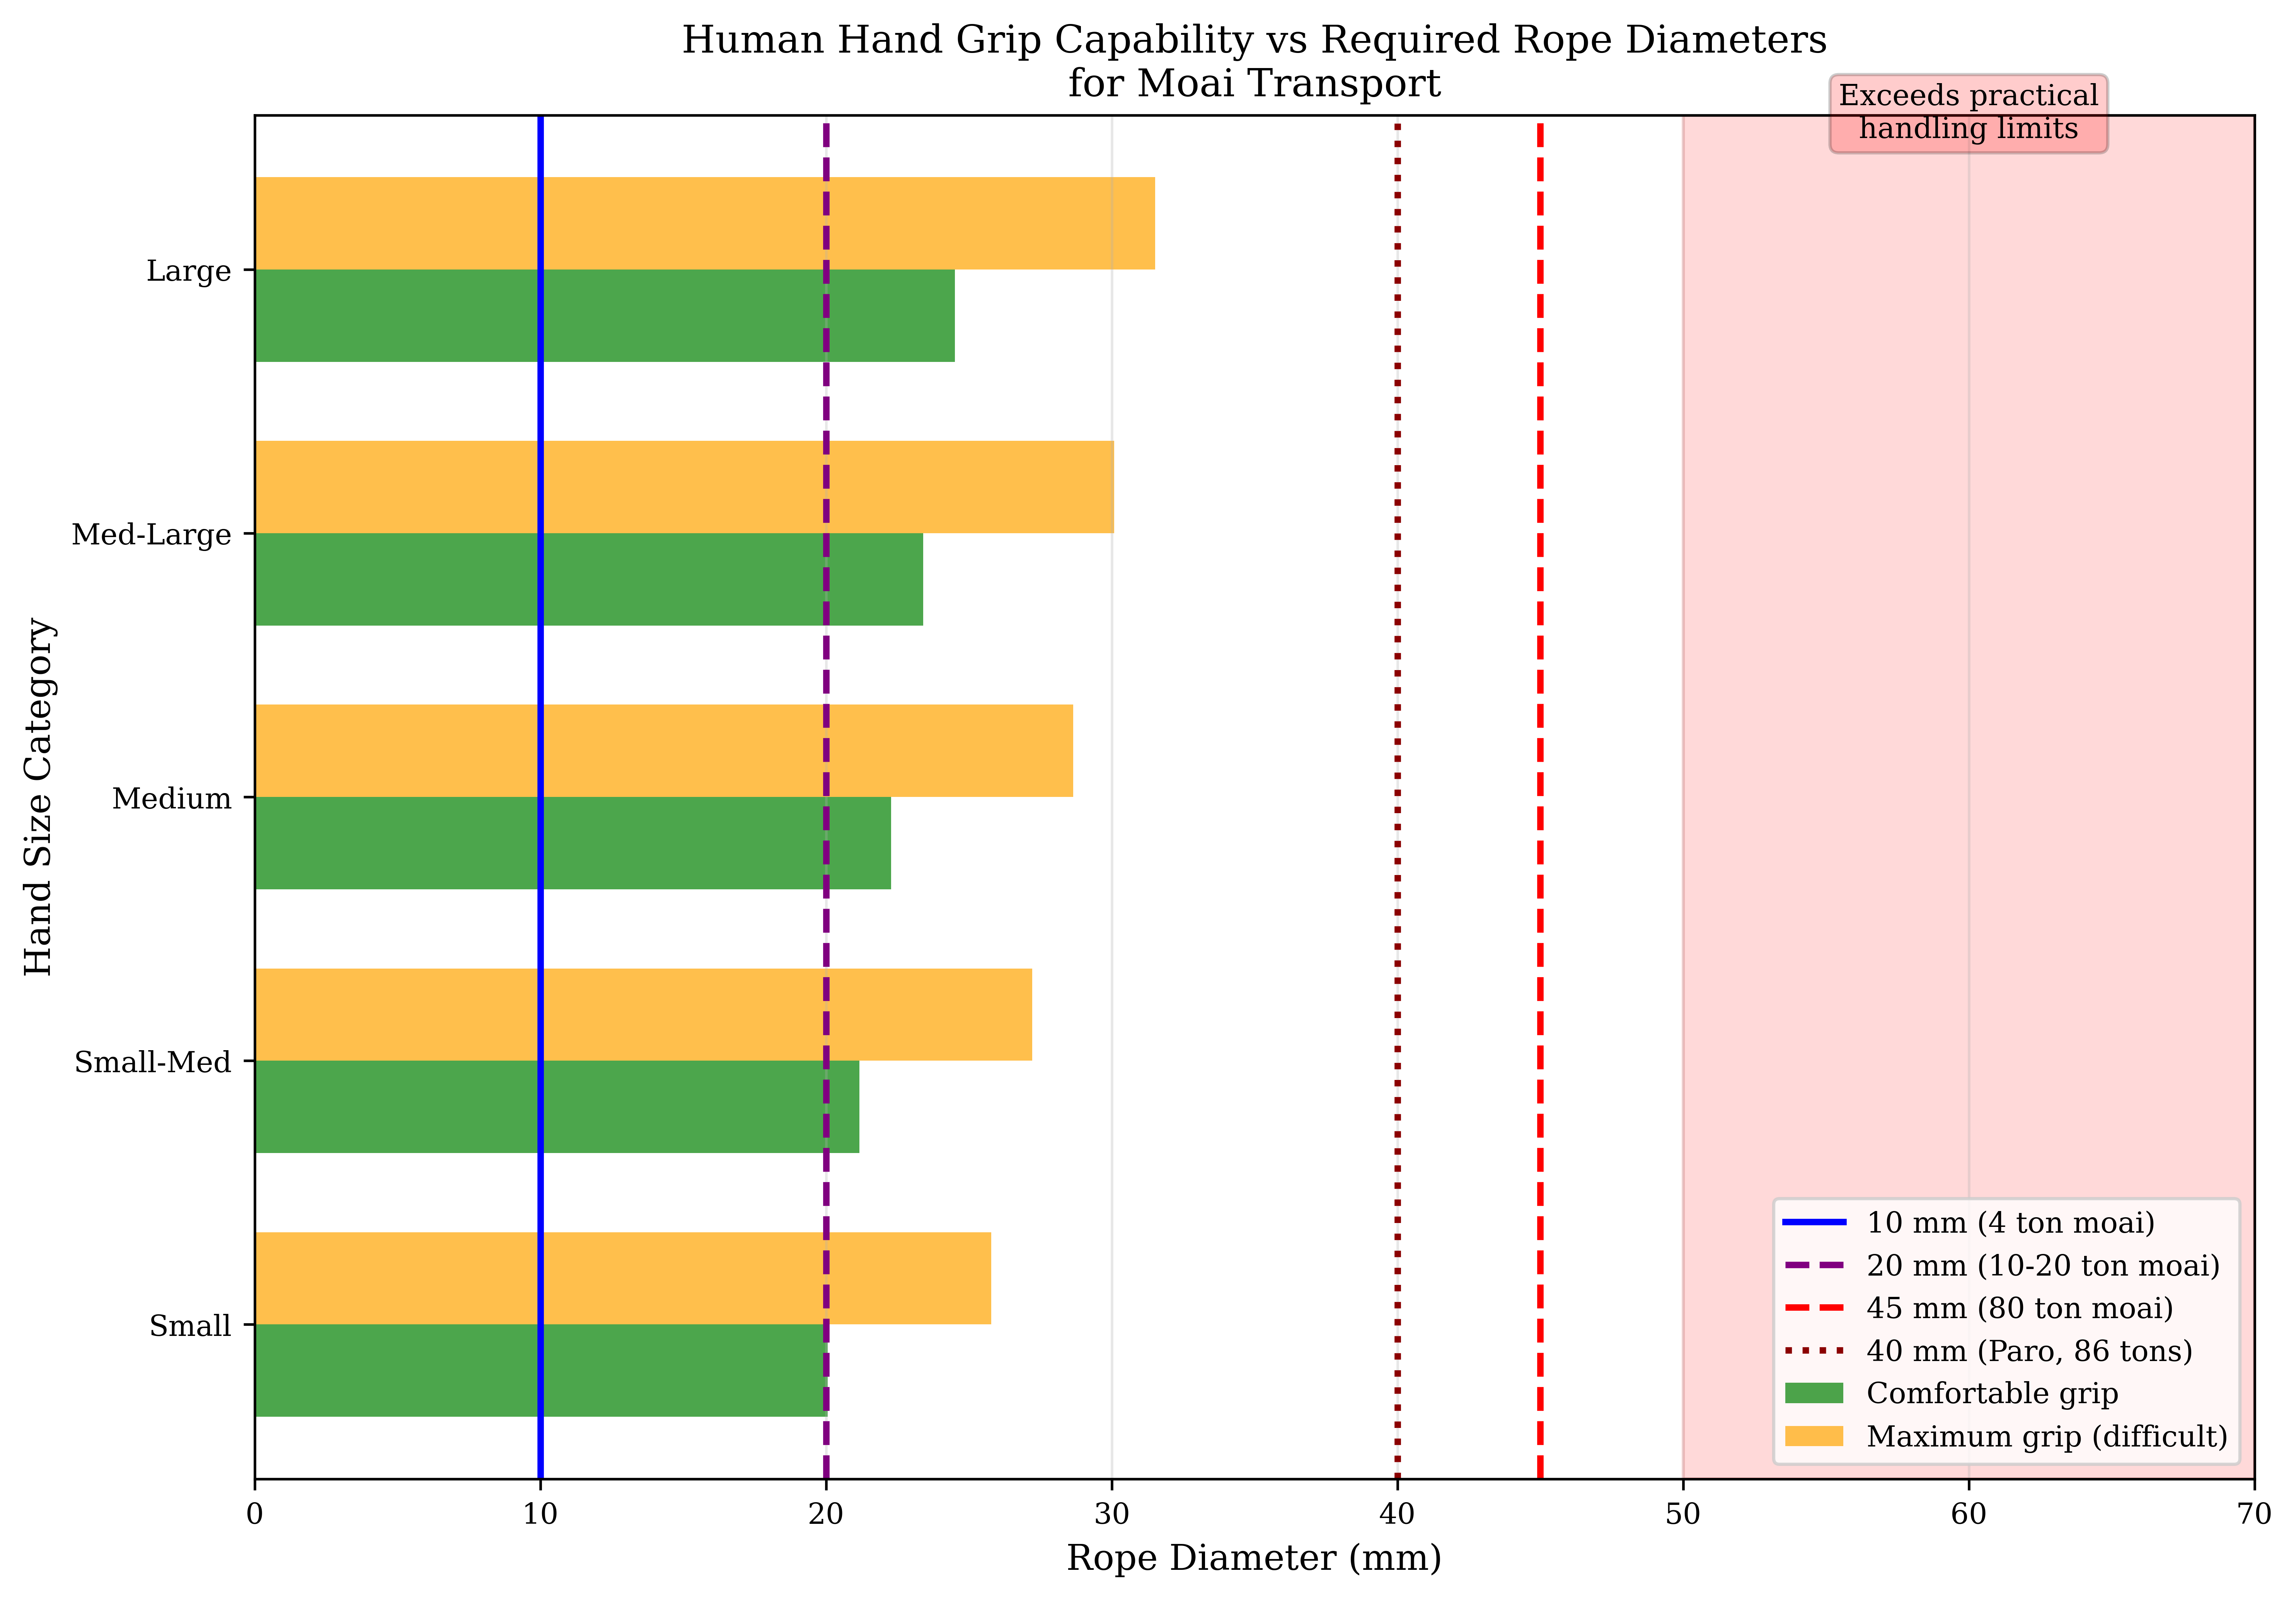 Human Hand Grip Capability vs Required Rope Diameters
for Moai Transport
Exceeds practical
handling limits
Hand Size Category
Large
Med-Large
Medium
Small-Med
Small
10 mm (4 ton moai)
20 mm (10-20 ton moai)
45 mm (80 ton moai)
40 mm (Paro, 86 tons)
Comfortable grip
Maximum grip (difficult)
0 10 20 30 40 50 60 70
Rope Diameter (mm)